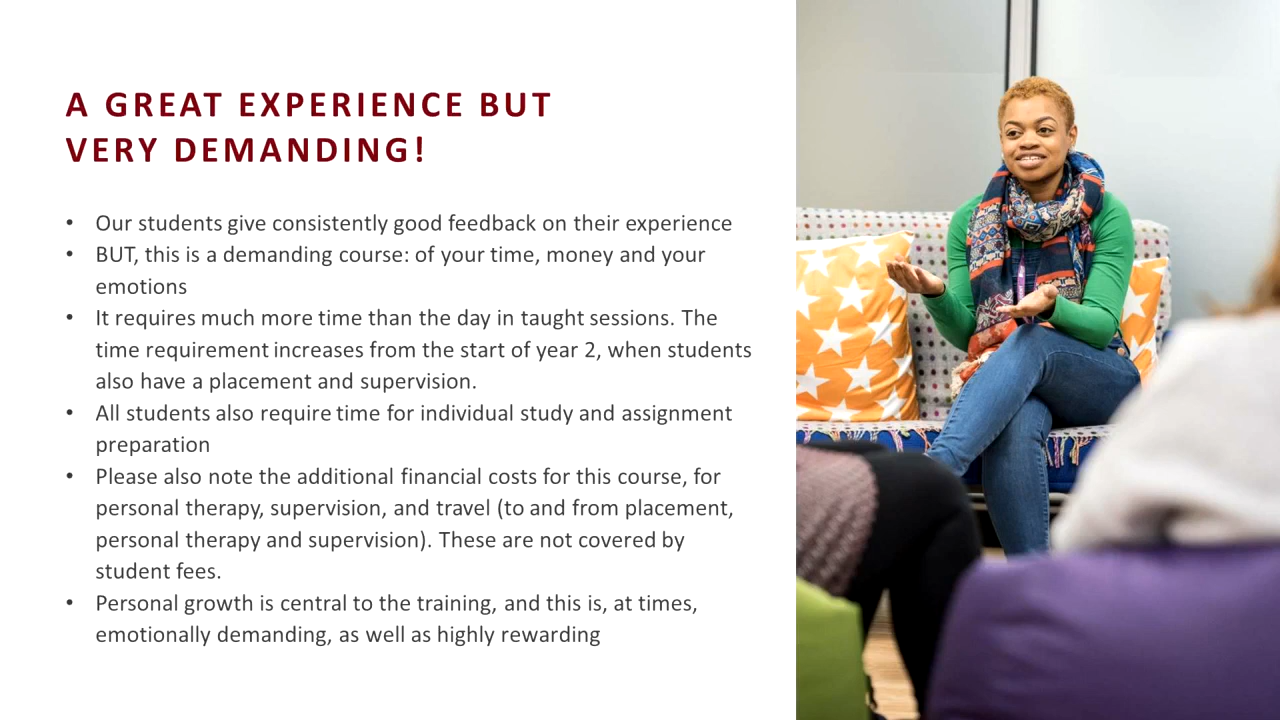 A GREAT EXPERIENCE BUT
VERY DEMANDING!
• Our students give consistently good feedback on their experience
• BUT, this is a demanding course: of your time, money and your
emotions
• It requires much more time than the day in taught sessions. The
time requirement increases from the start of year 2, when students
also have a placement and supervision.
• All students also require time for individual study and assignment
preparation
• Please also note the additional financial costs for this course, for
personal therapy, supervision, and travel (to and from placement,
personal therapy and supervision). These are not covered by
student fees.
• Personal growth is central to the training, and this is, at times,
emotionally demanding, as well as highly rewarding